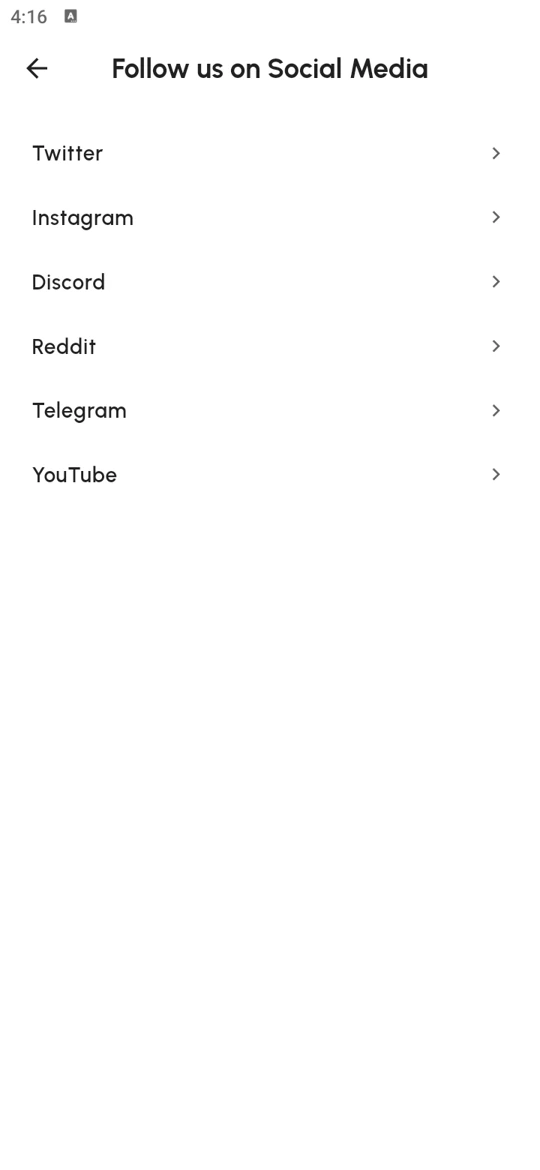 4:16 A
Follow us on Social Media
Twitter
Instagram
Discord
Reddit
Telegram
YouTube